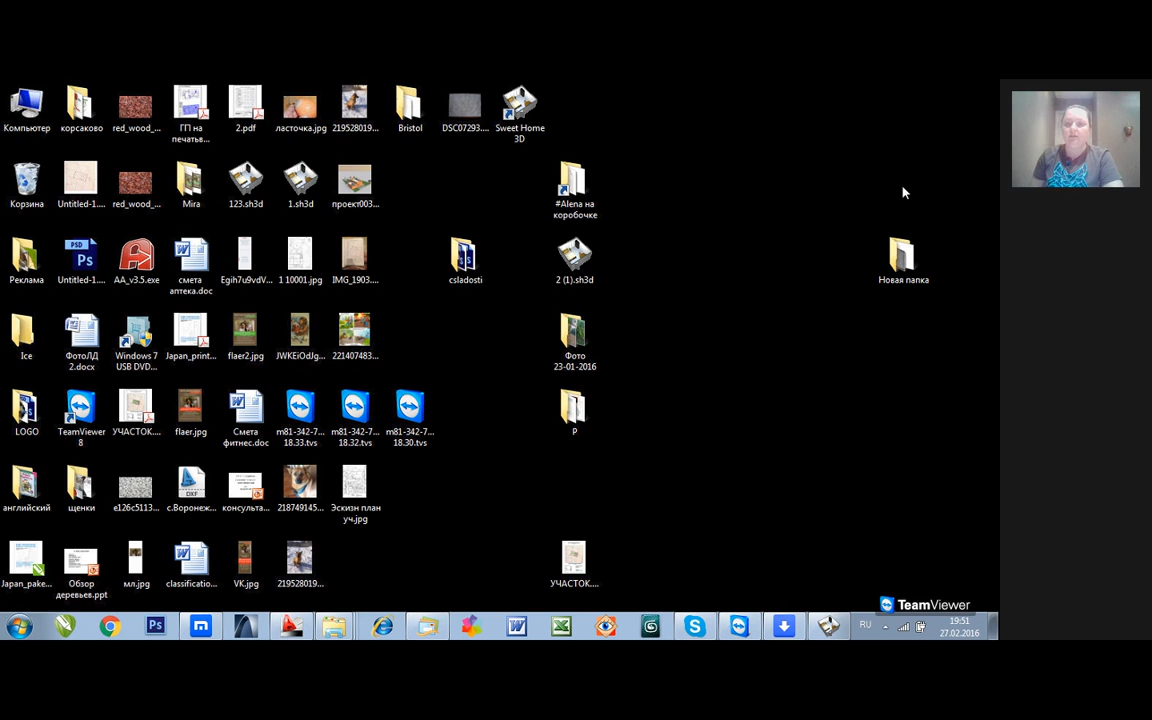 Компьютер
корсаково
red_wood_...
ГП на
печатьв...
2.pdf
ласточка.jpg
219528019...
Bristol
DSC07293....
Sweet Home
3D
Корзина
Untitled-1....
red_wood_...
Mira
123.sh3d
1.sh3d
проект003...
#Alena на
коробочке
Реклама
PSD
Ps
Untitled-1....
AA_v3.5.exe
смета
аптека.doc
Egih7u9vdV...
1 10001.jpg
IMG_1903....
csladosti
2 (1).sh3d
Новая папка
Ice
ФотоЛД
2.docx
Windows 7
USB DVD...
Japan_print...
flaer2.jpg
JWKEiOdJg...
221407483...
Фото
23-01-2016
LOGO
TeamViewer
8
УЧАСТОК....
flaer.jpg
Смета
фитнес.doc
m81-342-7...
18.33.tvs
m81-342-7...
18.32.tvs
m81-342-7...
18.30.tvs
P
английский
щенки
e126c5113...
DXF
с.Воронеж...
консульта...
218749145...
Эскизн план
уч.jpg
Japan_pake...
Обзор
деревьев.ppt
мл.jpg
classificatio...
VK.jpg
219528019...
УЧАСТОК....
TeamViewer
Ps
RU
19:51
27.02.2016